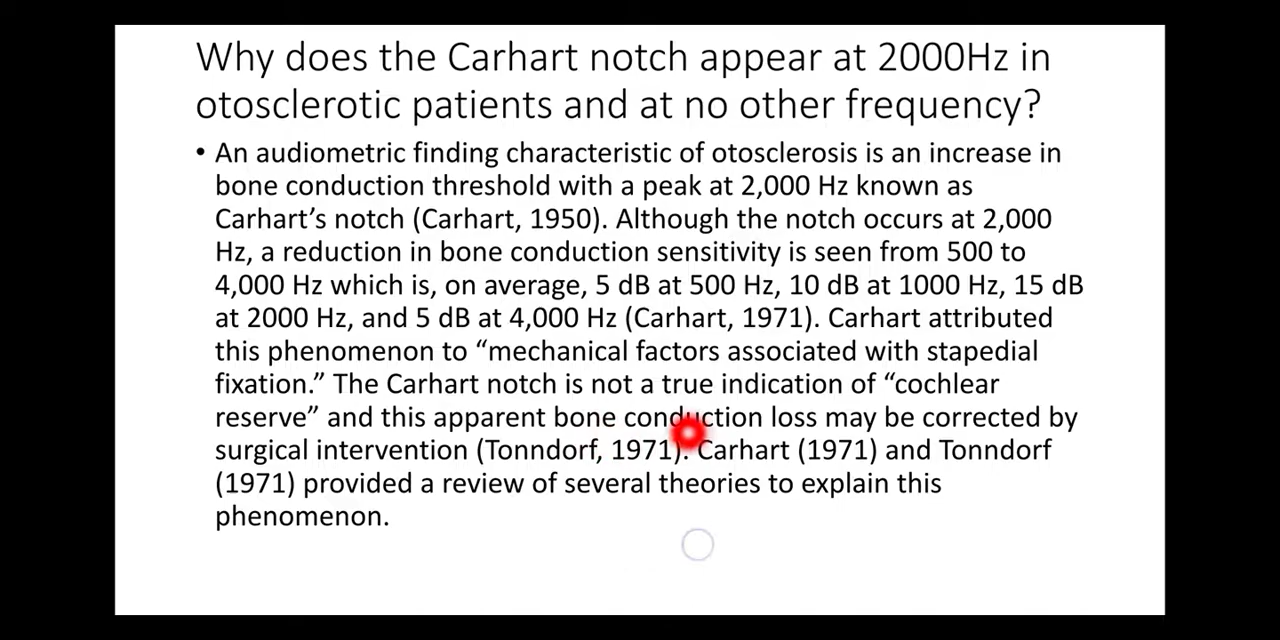 Why does the Carhart notch appear at 2000Hz in
otosclerotic patients and at no other frequency?
• An audiometric finding characteristic of otosclerosis is an increase in
bone conduction threshold with a peak at 2,000 Hz known as
Carhart’s notch (Carhart, 1950). Although the notch occurs at 2,000
Hz, a reduction in bone conduction sensitivity is seen from 500 to
4,000 Hz which is, on average, 5 dB at 500 Hz, 10 dB at 1000 Hz, 15 dB
at 2000 Hz, and 5 dB at 4,000 Hz (Carhart, 1971). Carhart attributed
this phenomenon to “mechanical factors associated with stapedial
fixation.” The Carhart notch is not a true indication of “cochlear
reserve” and this apparent bone conduction loss may be corrected by
surgical intervention (Tonndorf, 1971). Carhart (1971) and Tonndorf
(1971) provided a review of several theories to explain this
phenomenon.